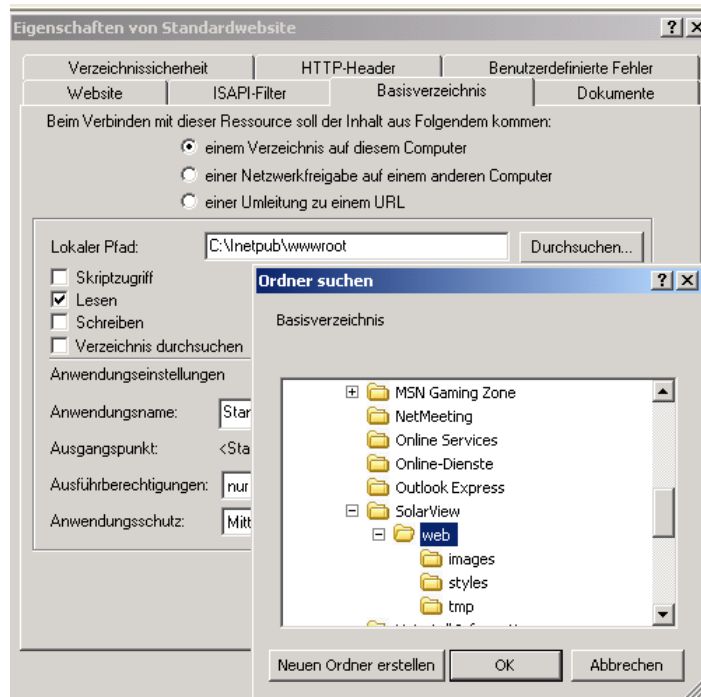 Eigenschaften von Standardwebsite
Verzeichnissicherheit HTTP-Header Benutzerdefinierte Fehler
Website ISAPI-Filter Basisverzeichnis Dokumente
Beim Verbinden mit dieser Ressource soll der Inhalt aus Folgendem kommen:
einem Verzeichnis auf diesem Computer
einer Netzwerkfreigabe auf einem anderen Computer
einer Umleitung zu einem URL
Lokaler Pfad: C:\Inetpub\wwwroot Durchsuchen...
Skriptzugriff
Lesen
Schreiben
Verzeichnis durchsuchen
Anwendungseinstellungen
Anwendungsname: Star
Ausgangspunkt: <Sta
Ausführberechtigungen: nur
Anwendungsschutz: Mitt
Ordner suchen
Basisverzeichnis
MSN Gaming Zone
NetMeeting
Online Services
Online-Dienste
Outlook Express
SolarView
web
images
styles
tmp
Neuen Ordner erstellen OK Abbrechen